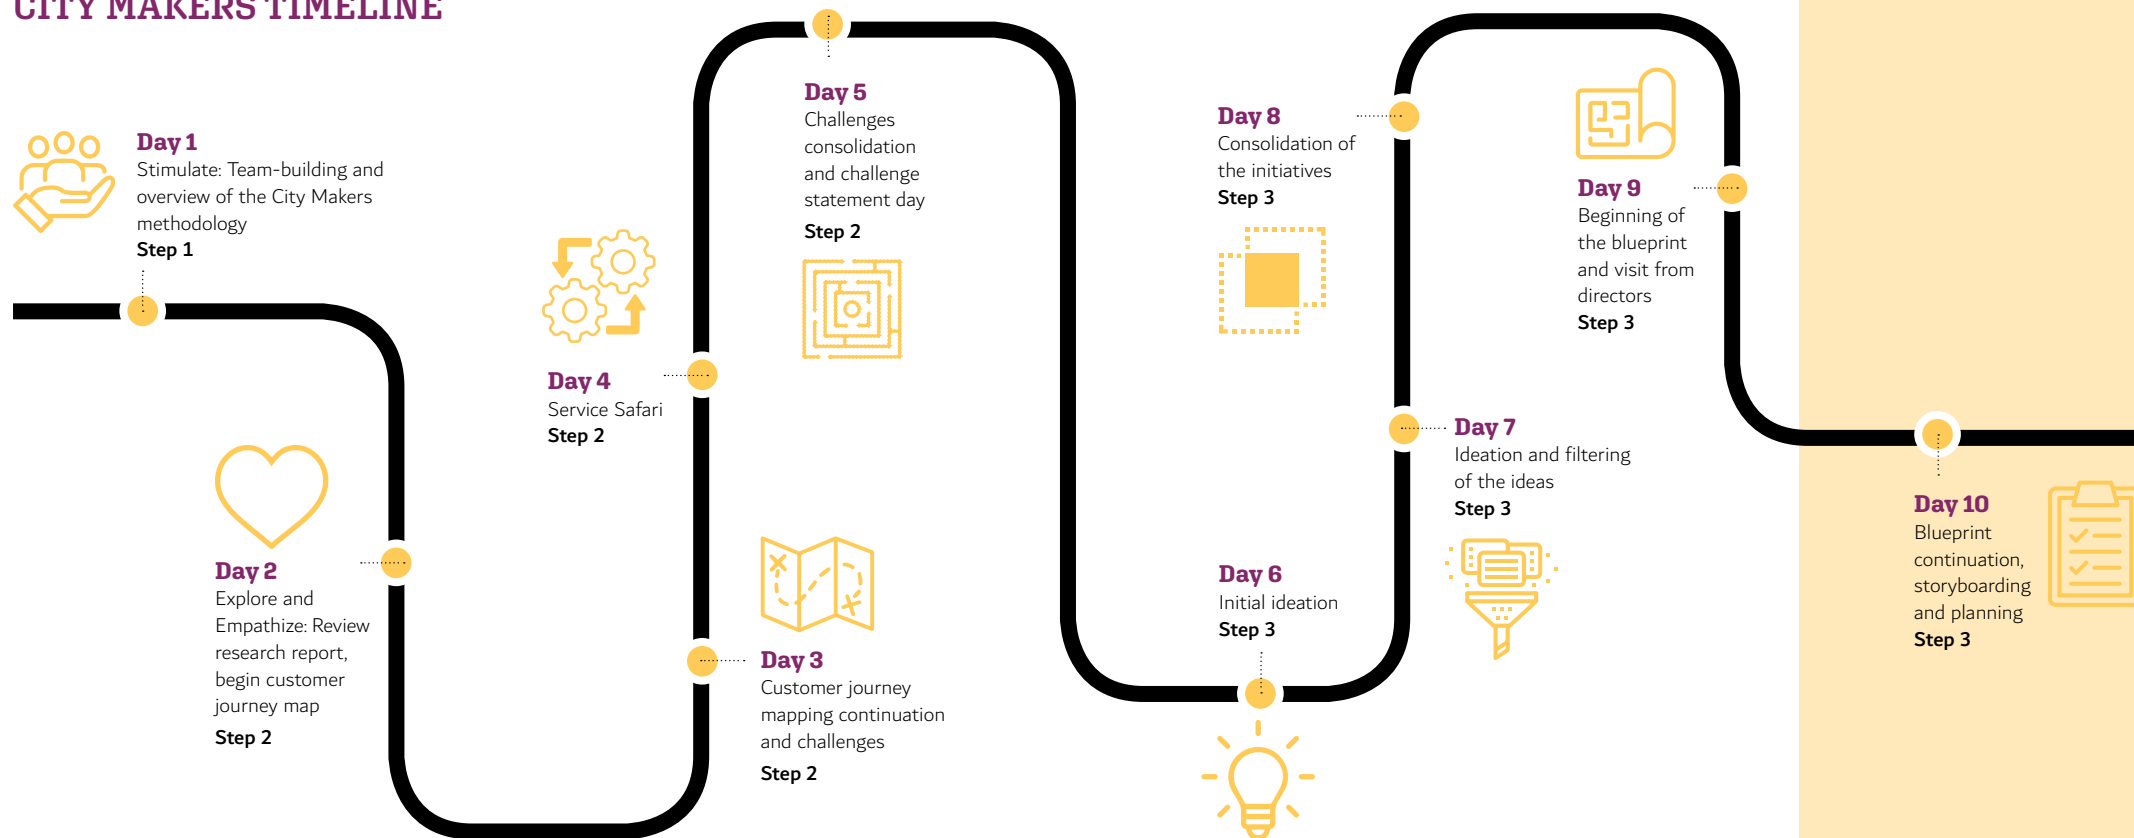 CITY MAKERS TIMELINE
Day 1
Stimulate: Team-building and
overview of the City Makers
methodology
Step 1
Day 2
Explore and
Empathize: Review
research report,
begin customer
journey map
Step 2
Day 3
Customer journey
mapping continuation
and challenges
Step 2
Day 4
Service Safari
Step 2
Day 5
Challenges
consolidation
and challenge
statement day
Step 2
Day 6
Initial ideation
Step 3
Day 7
Ideation and filtering
of the ideas
Step 3
Day 8
Consolidation of
the initiatives
Step 3
Day 9
Beginning of
the blueprint
and visit from
directors
Step 3
Day 10
Blueprint
continuation,
storyboarding
and planning
Step 3